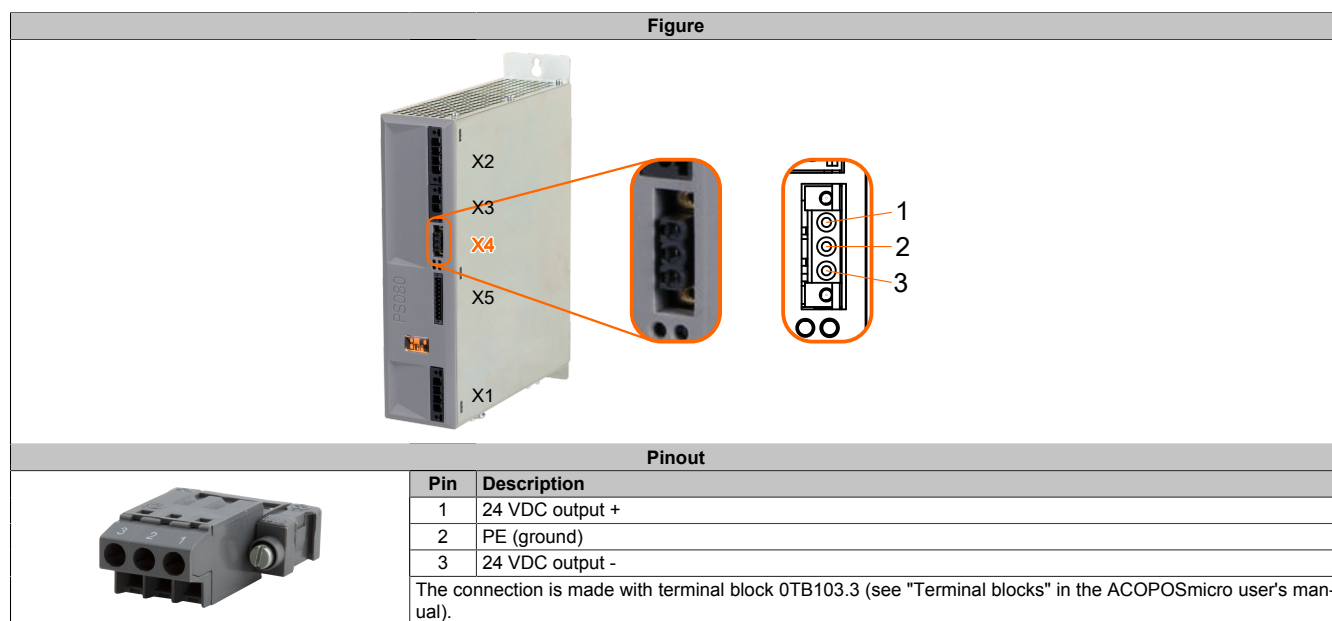 Figure
X2
X3
X4
X5
X1
PS080
1
2
3
Pinout
3 2 1
Pin Description
1 24 VDC output +
2 PE (ground)
3 24 VDC output -
The connection is made with terminal block 0TB103.3 (see "Terminal blocks" in the ACOPOSmicro user's man-
ual).